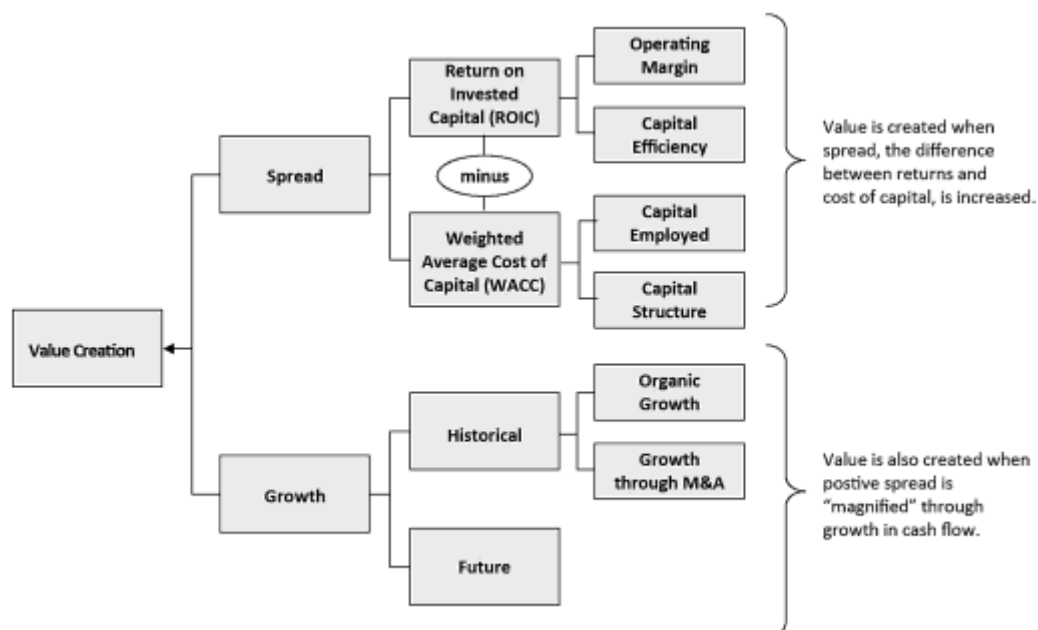 Operating
Margin
Return on
Invested
Capital (ROIC)
Capital
Efficiency
Value is created when
spread, the difference
between returns and
cost of capital, is increased.
Spread
minus
Capital
Employed
Weighted
Average Cost of
Capital (WACC)
Capital
Structure
Value Creation
Organic
Growth
Historical
Growth
through M&A
Value is also created when
postive spread is
“magnified” through
growth in cash flow.
Growth
Future